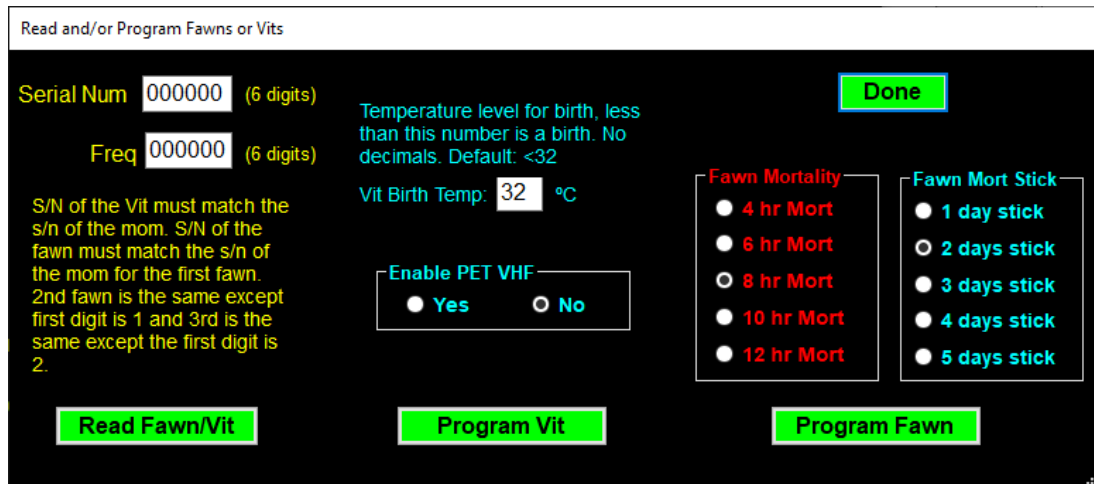 Read and/or Program Fawns or Vits
Serial Num 000000 (6 digits)
Freq 000000 (6 digits)
S/N of the Vit must match the
s/n of the mom. S/N of the
fawn must match the s/n of
the mom for the first fawn.
2nd fawn is the same except
first digit is 1 and 3rd is the
same except the first digit is
2.
Read Fawn/Vit
Temperature level for birth, less
than this number is a birth. No
decimals. Default: <32
Vit Birth Temp: 32 ºC
Enable PET VHF
Yes No
Program Vit
Done
Fawn Mortality
4 hr Mort
6 hr Mort
8 hr Mort
10 hr Mort
12 hr Mort
Fawn Mort Stick
1 day stick
2 days stick
3 days stick
4 days stick
5 days stick
Program Fawn